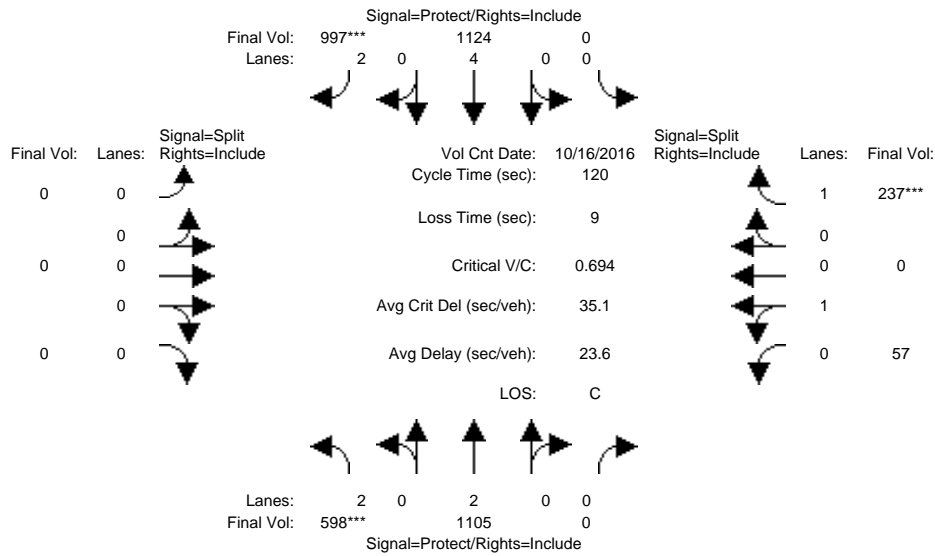 Signal=Protect/Rights=Include
Final Vol: 997*** 1124 0
Lanes: 2 0 4 0 0
Signal=Split
Final Vol: Lanes: Rights=Include
Vol Cnt Date: 10/16/2016
Signal=Split
Rights=Include Lanes: Final Vol:
Cycle Time (sec): 120
0 0
1 237***
Loss Time (sec): 9
0
0
0 0
Critical V/C: 0.694
0 0
0
Avg Crit Del (sec/veh): 35.1
1
0 0
Avg Delay (sec/veh): 23.6
0 57
LOS: C
Lanes: 2 0 2 0 0
Final Vol: 598*** 1105 0
Signal=Protect/Rights=Include